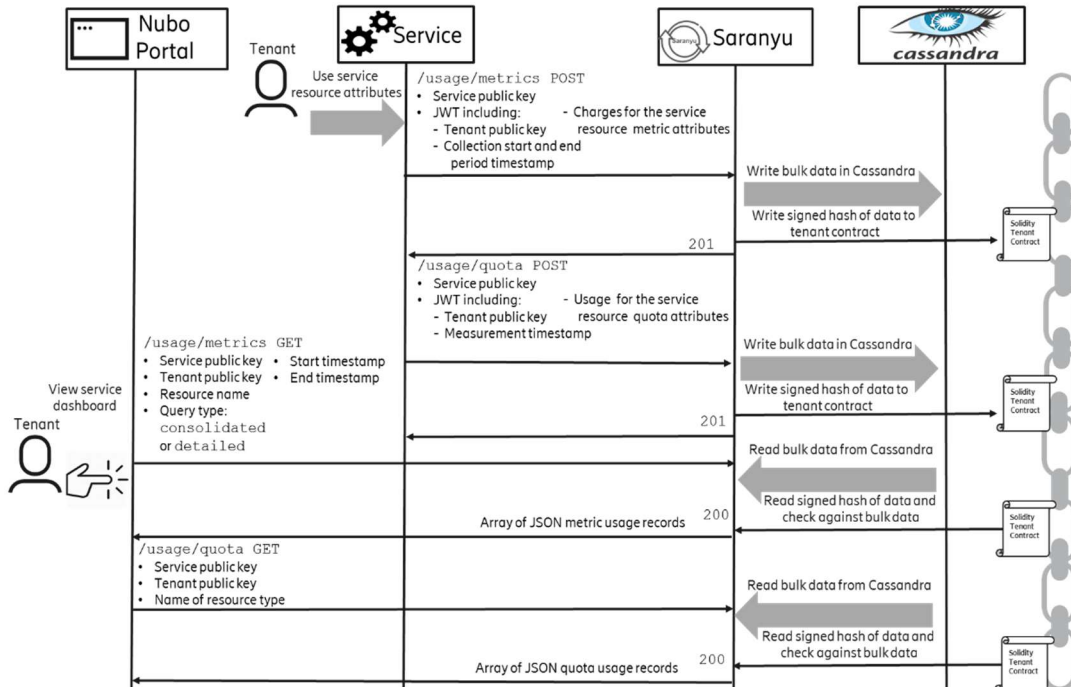 Nubo
Portal
Service
Saranyu
Saranyu
cassandra
Tenant
Use service
resource attributes
/usage/metrics POST
• Service public key
• JWT including:
- Tenant public key
- Collection start and end
period timestamp
- Charges for the service
resource metric attributes
Write bulk data in Cassandra
Write signed hash of data to
tenant contract
Solidity
Tenant
Contract
201
/usage/quota POST
• Service public key
• JWT including:
- Tenant public key
- Measurement timestamp
- Usage for the service
resource quota attributes
Write bulk data in Cassandra
Write signed hash of data to
tenant contract
Solidity
Tenant
Contract
201
View service
dashboard
Tenant
/usage/metrics GET
• Service public key
• Tenant public key
• Resource name
• Query type:
consolidated
or detailed
• Start timestamp
• End timestamp
Read bulk data from Cassandra
Read signed hash of data and
check against bulk data
Solidity
Tenant
Contract
Array of JSON metric usage records
200
/usage/quota GET
• Service public key
• Tenant public key
• Name of resource type
Read bulk data from Cassandra
Read signed hash of data and
check against bulk data
Solidity
Tenant
Contract
Array of JSON quota usage records
200